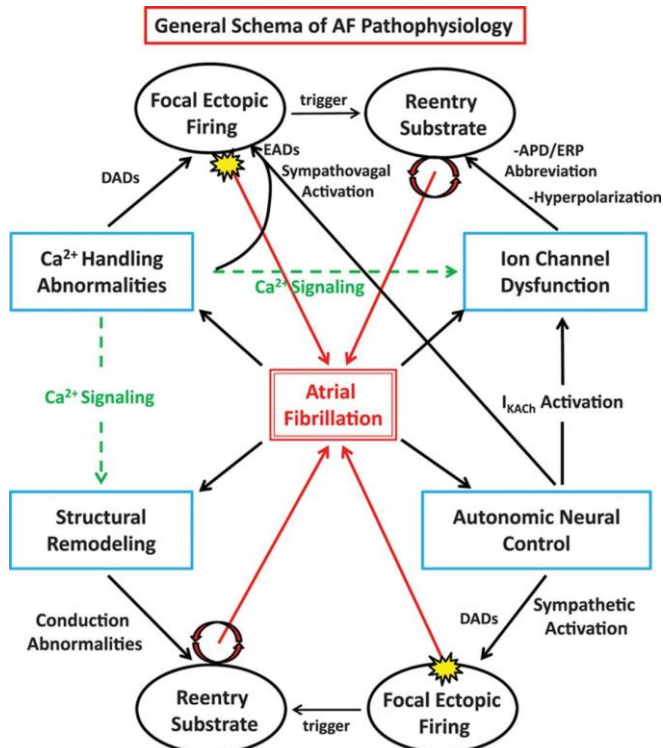 General Schema of AF Pathophysiology
Focal Ectopic
Firing
trigger
Reentry
Substrate
DADs
EADs
Sympathovagal
Activation
-APD/ERP
Abbreviation
-Hyperpolarization
Ca²⁺ Handling
Abnormalities
Ca²⁺ Signaling
Ion Channel
Dysfunction
Ca²⁺ Signaling
Atrial
Fibrillation
I_KACh Activation
Structural
Remodeling
Autonomic Neural
Control
Conduction
Abnormalities
DADs
Sympathetic
Activation
Reentry
Substrate
trigger
Focal Ectopic
Firing